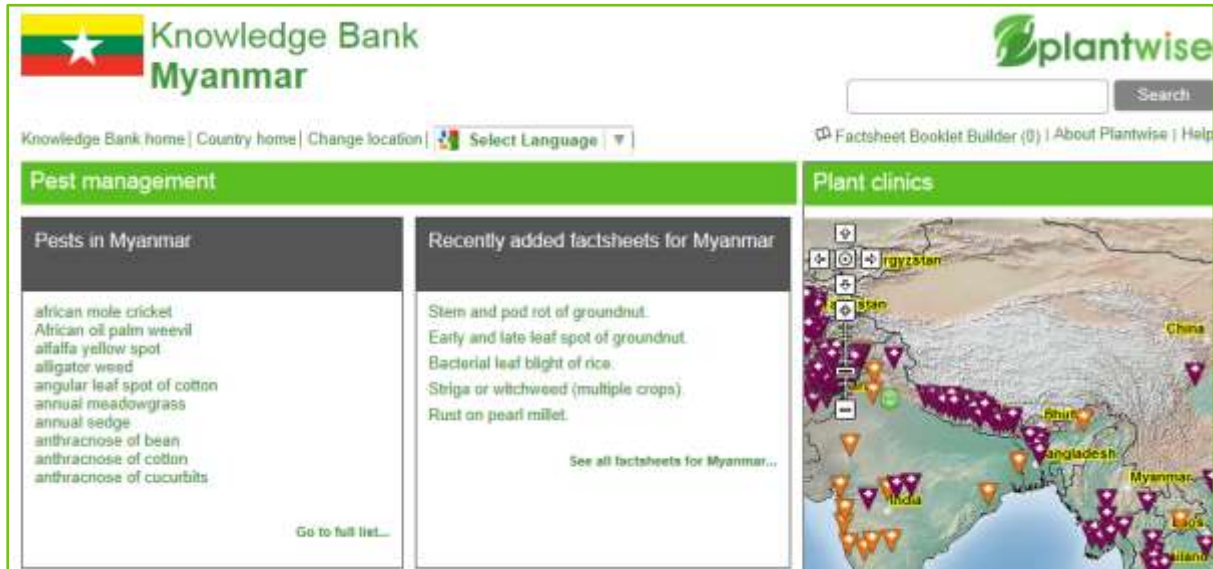 Knowledge Bank
Myanmar
plantwise
Search
Knowledge Bank home | Country home | Change location | Select Language ▼ |
Factsheet Booklet Builder (0) | About Plantwise | Help
Pest management
Plant clinics
Pests in Myanmar
african mole cricket
African oil palm weevil
alfalfa yellow spot
alligator weed
angular leaf spot of cotton
annual meadowgrass
annual sedge
anthracnose of bean
anthracnose of cotton
anthracnose of cucurbits
Go to full list...
Recently added factsheets for Myanmar
Stem and pod rot of groundnut.
Early and late leaf spot of groundnut.
Bacterial leaf blight of rice.
Striga or witchweed (multiple crops).
Rust on pearl millet.
See all factsheets for Myanmar...
rgyzstan
China
Bhut
angladesh
Myanmar
India
Laos
ailand